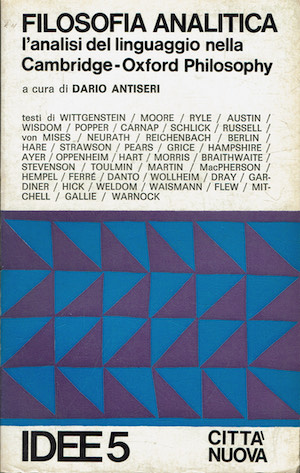 FILOSOFIA ANALITICA
l'analisi del linguaggio nella
Cambridge-Oxford Philosophy
a cura di DARIO ANTISERI
testi di WITTGENSTEIN / MOORE / RYLE / AUSTIN /
WISDOM / POPPER / CARNAP / SCHLICK / RUSSELL /
von MISES / NEURATH / REICHENBACH / BERLIN /
HARE / STRAWSON / PEARS / GRICE / HAMPSHIRE /
AYER / OPPENHEIM / HART / MORRIS / BRAITHWAITE /
STEVENSON / TOULMIN / MARTIN / MacPHERSON /
HEMPEL / FERRÉ / DANTO / WOLLHEIM / DRAY / GAR-
DINER / HICK / WELDOM / WAISMANN / FLEW / MIT-
CHELL / GALLIE / WARNOCK
IDEE 5
CITTÀ
NUOVA